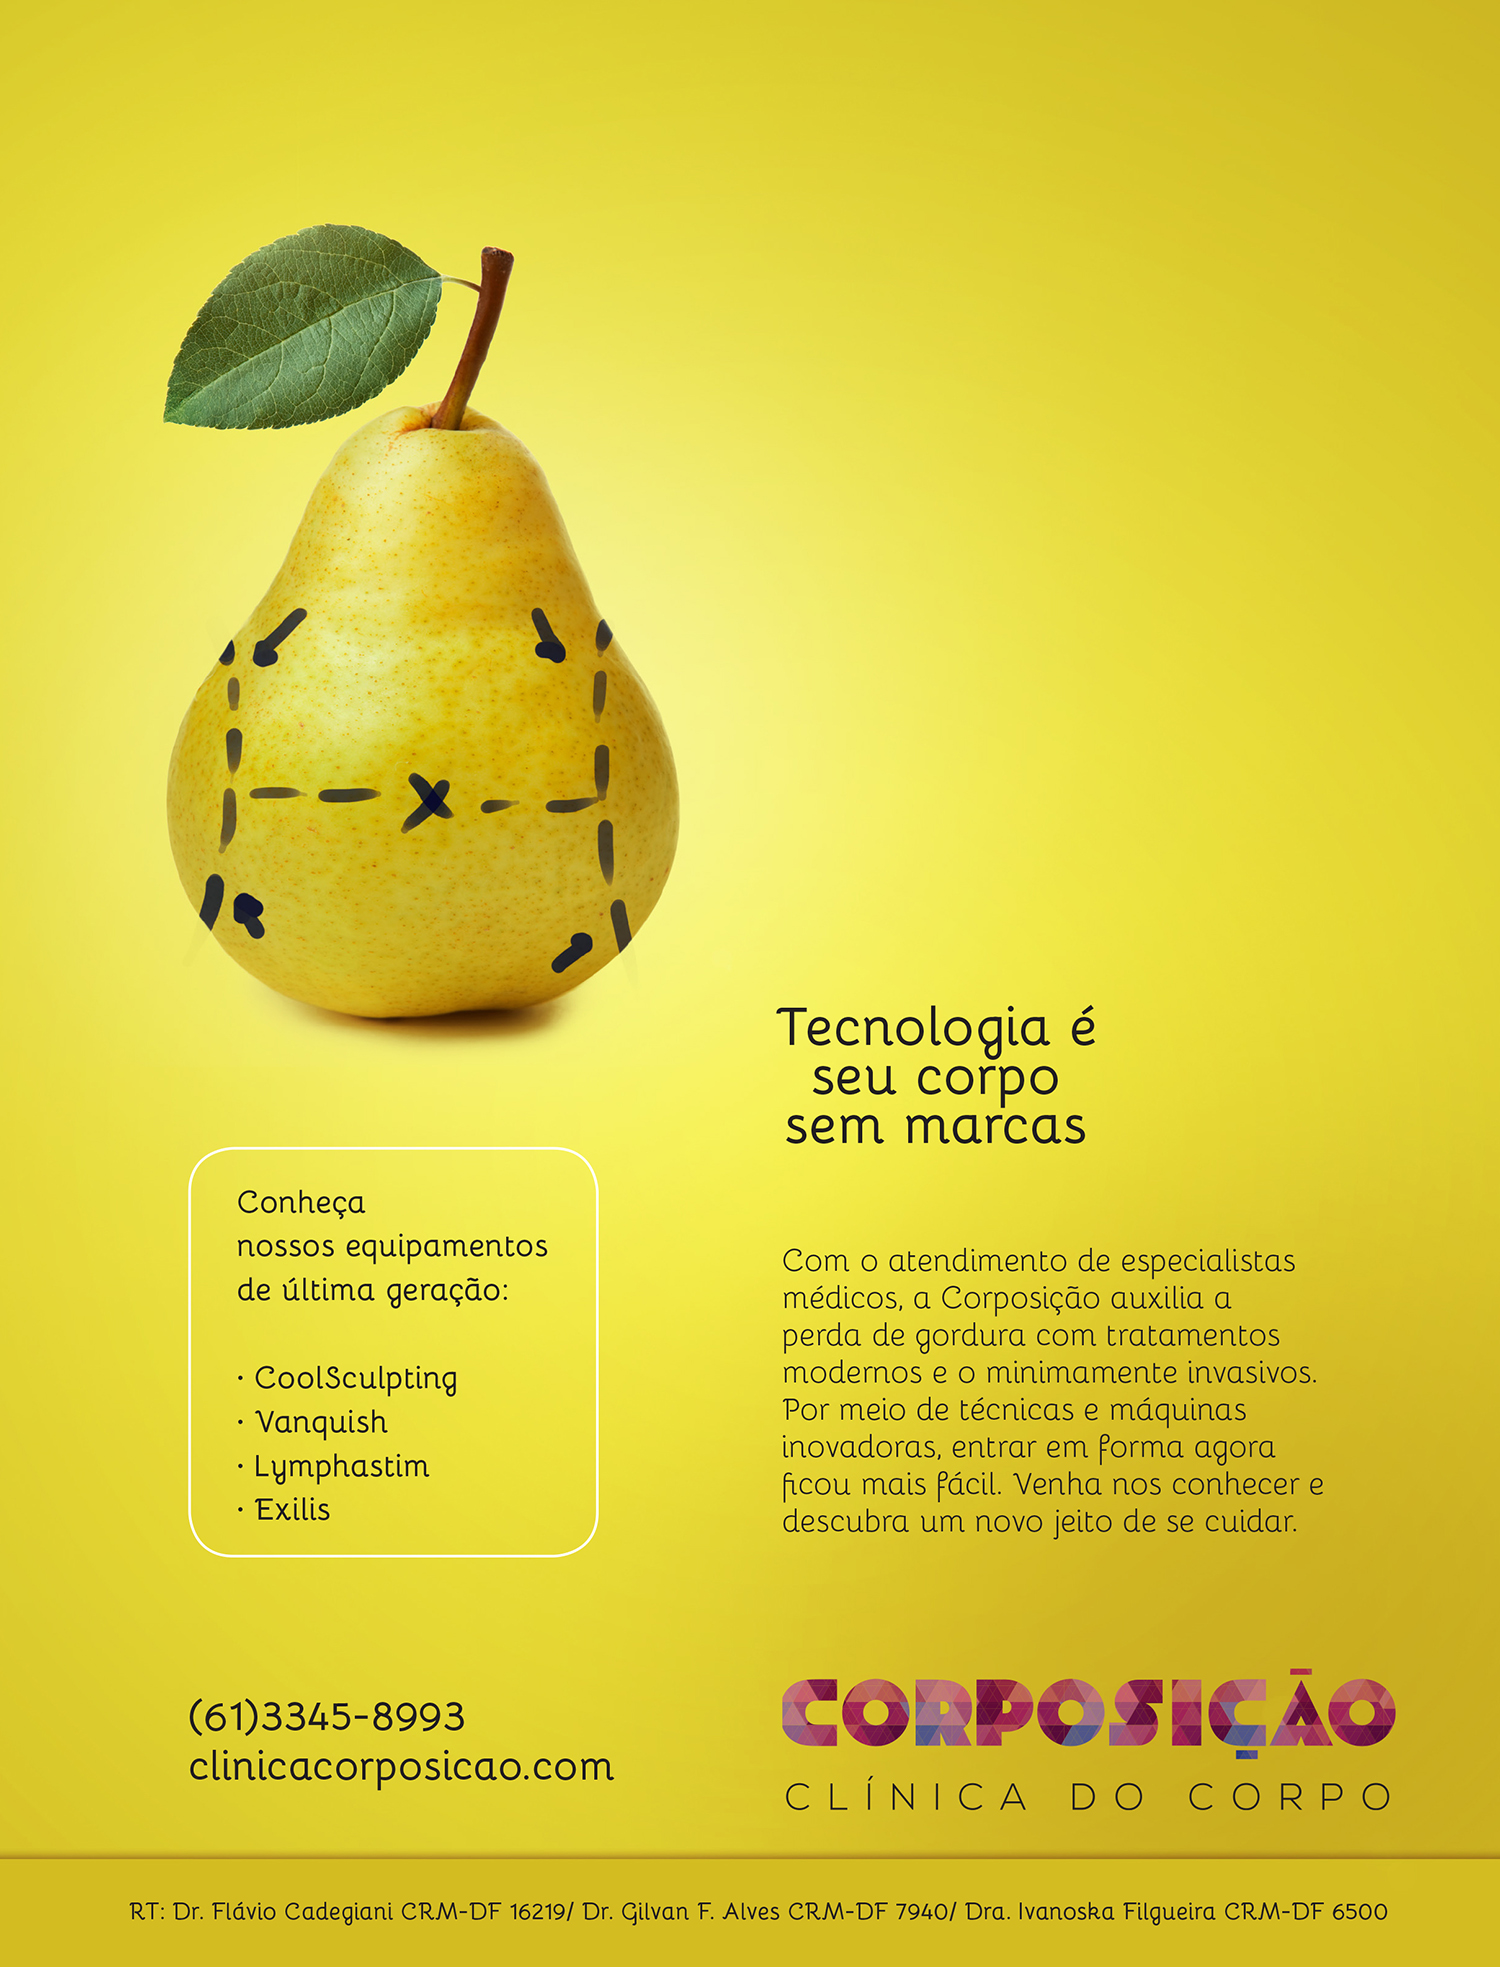 Tecnologia é
seu corpo
sem marcas
Conheça
nossos equipamentos
de última geração:
· CoolSculpting
· Vanquish
· Lymphastim
· Exilis
Com o atendimento de especialistas
médicos, a Corposição auxilia a
perda de gordura com tratamentos
modernos e o minimamente invasivos.
Por meio de técnicas e máquinas
inovadoras, entrar em forma agora
ficou mais fácil. Venha nos conhecer e
descubra um novo jeito de se cuidar.
(61)3345-8993
clinicacorposicao.com
CORPOSIÇÃO
CLÍNICA DO CORPO
RT: Dr. Flávio Cadegiani CRM-DF 16219/ Dr. Gilvan F. Alves CRM-DF 7940/ Dra. Ivanoska Filgueira CRM-DF 6500